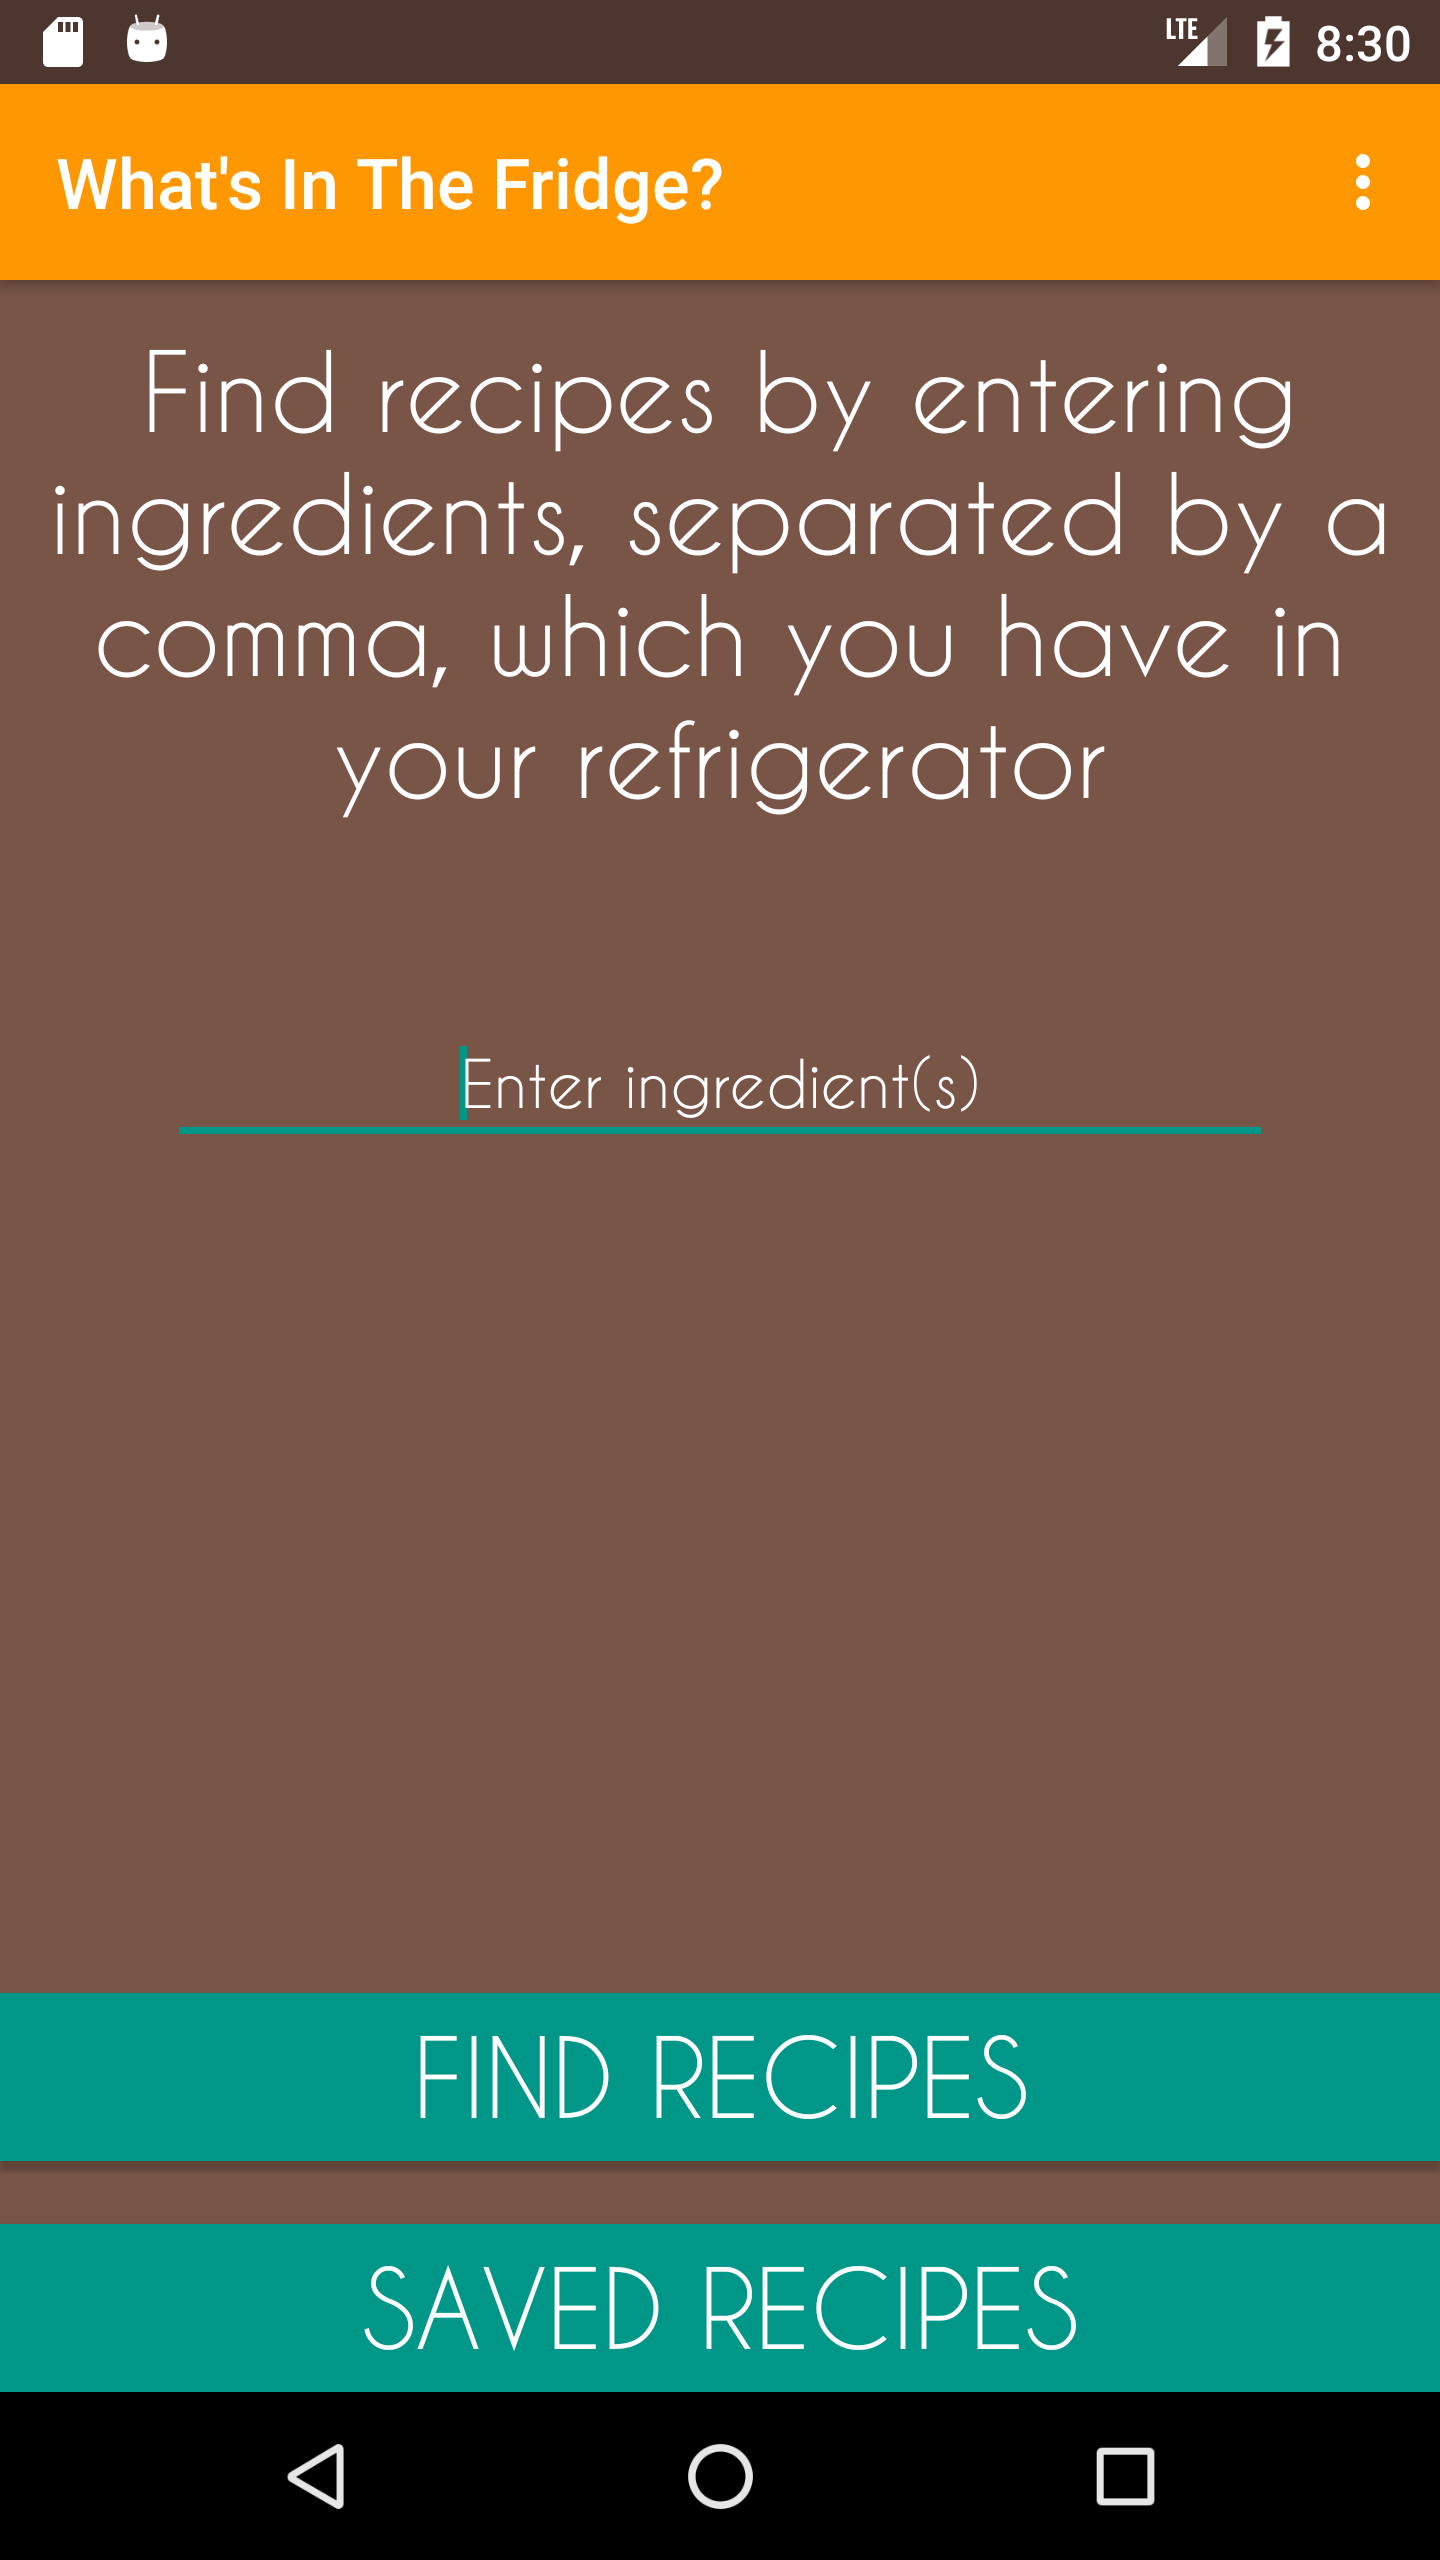 LTE 8:30
What's In The Fridge?
Find recipes by entering
ingredients, separated by a
comma, which you have in
your refrigerator
Enter ingredient(s)
FIND RECIPES
SAVED RECIPES